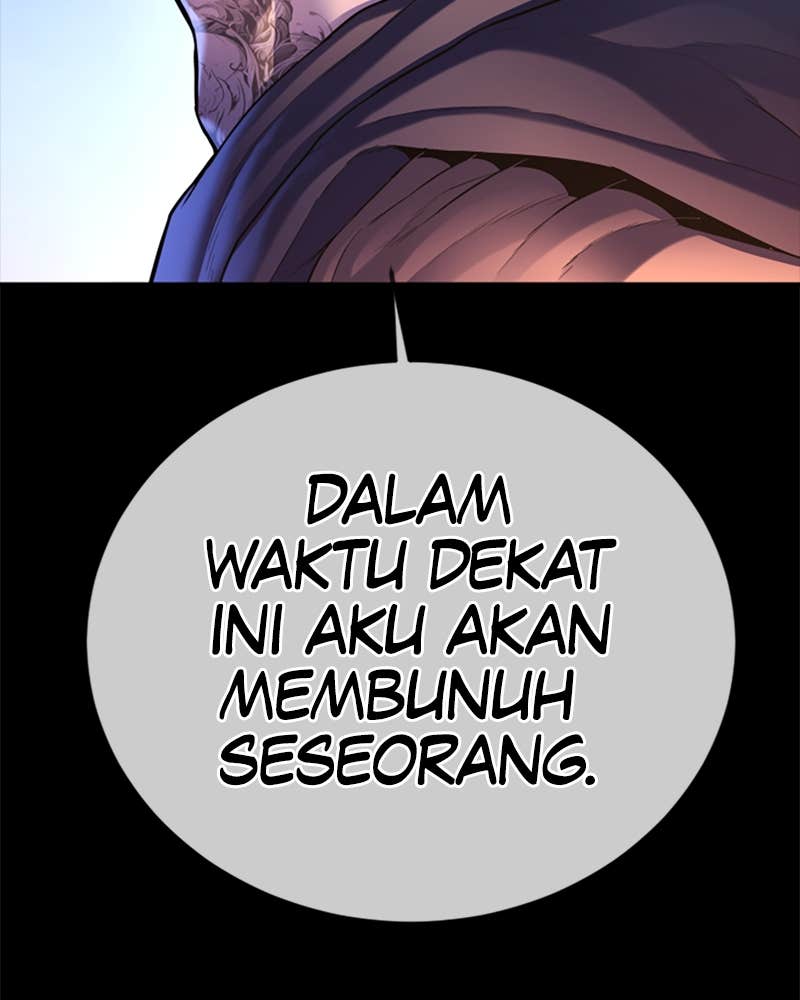 DALAM
WAKTU DEKAT
INI AKU AKAN
MEMBUNUH
SESEORANG.